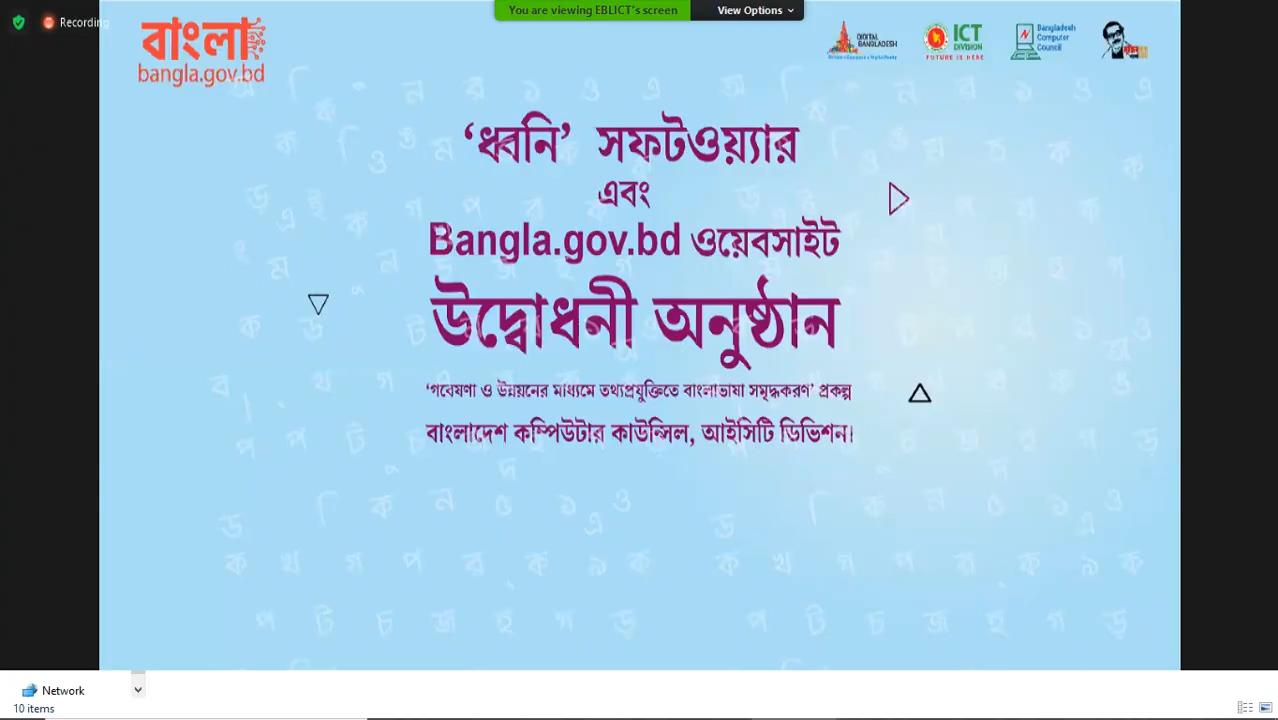 Recording
You are viewing EBLICT's screen View Options
বাংলা
bangla.gov.bd
DIGITAL BANGLADESH
ICT DIVISION
FUTURE IS HERE
Bangladesh Computer Council
‘ধ্বনি’ সফটওয়্যার
এবং
Bangla.gov.bd ওয়েবসাইট
উদ্বোধনী অনুষ্ঠান
‘গবেষণা ও উন্নয়নের মাধ্যমে তথ্যপ্রযুক্তিতে বাংলাভাষা সমৃদ্ধকরণ’ প্রকল্প
বাংলাদেশ কম্পিউটার কাউন্সিল, আইসিটি ডিভিশন।
Network
10 items